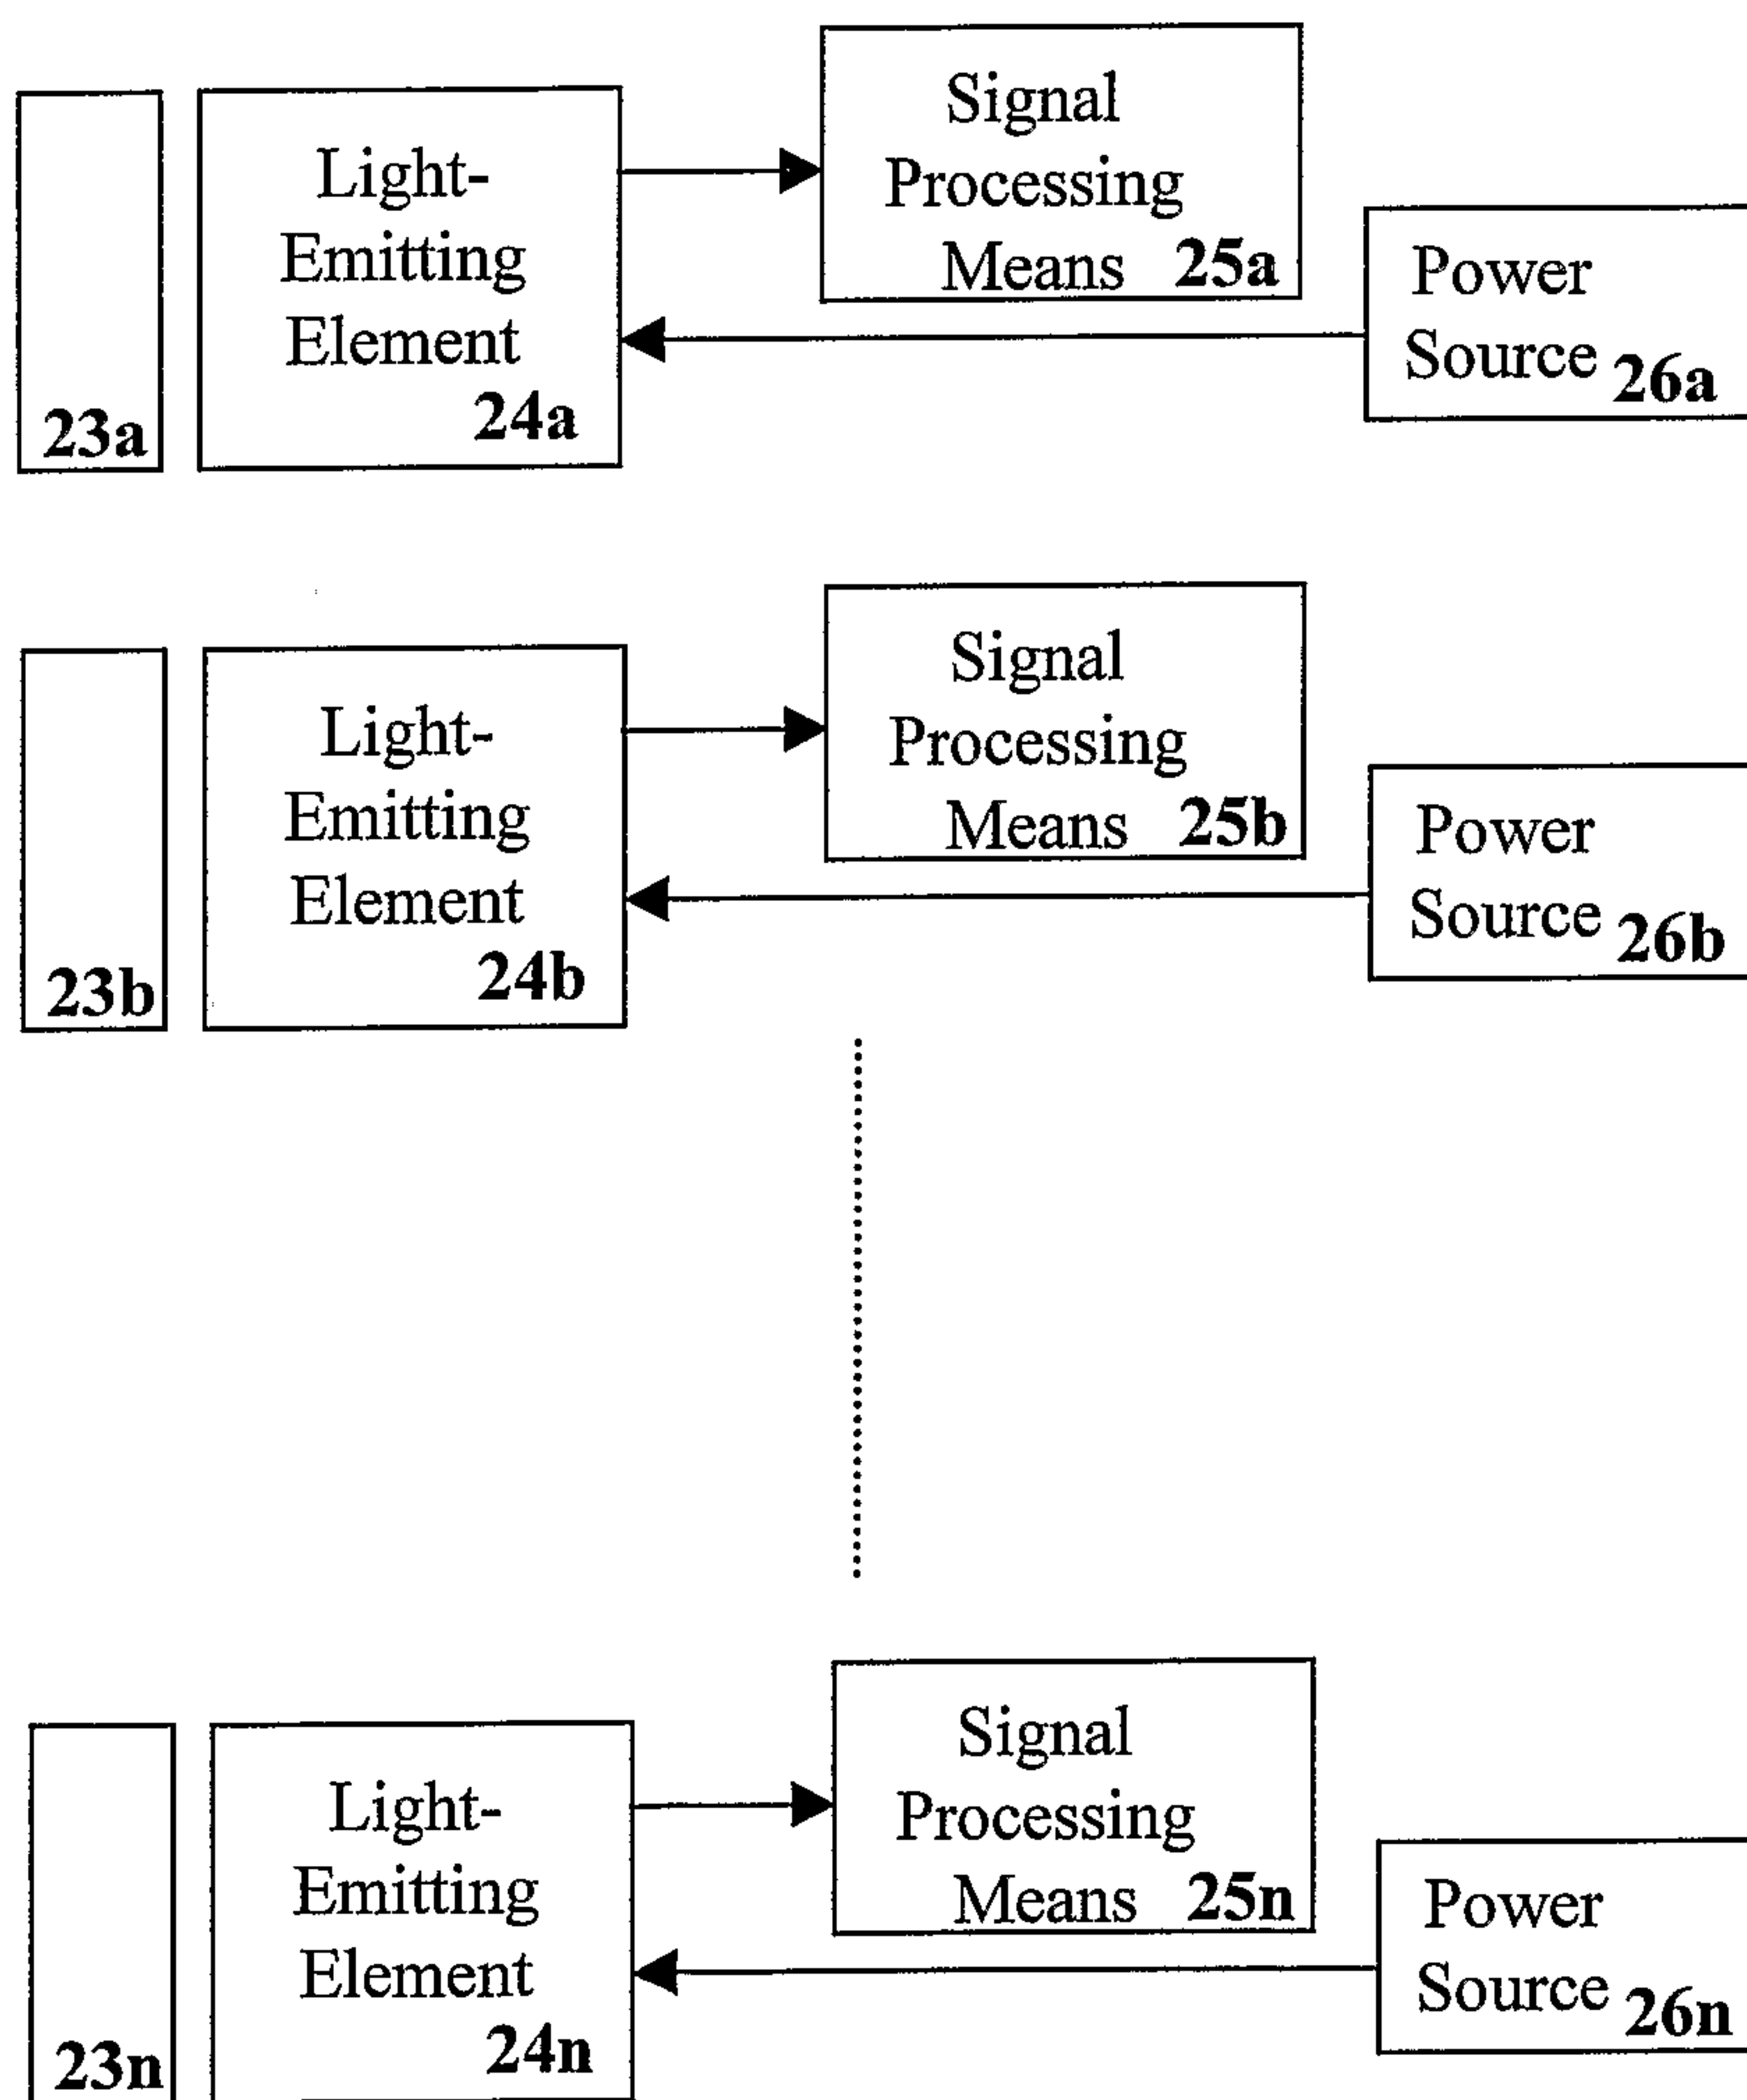 Light-
Emitting
Element
24a
23a
Signal
Processing
Means 25a
Power
Source 26a
Light-
Emitting
Element
24b
23b
Signal
Processing
Means 25b
Power
Source 26b
Light-
Emitting
Element
24n
23n
Signal
Processing
Means 25n
Power
Source 26n